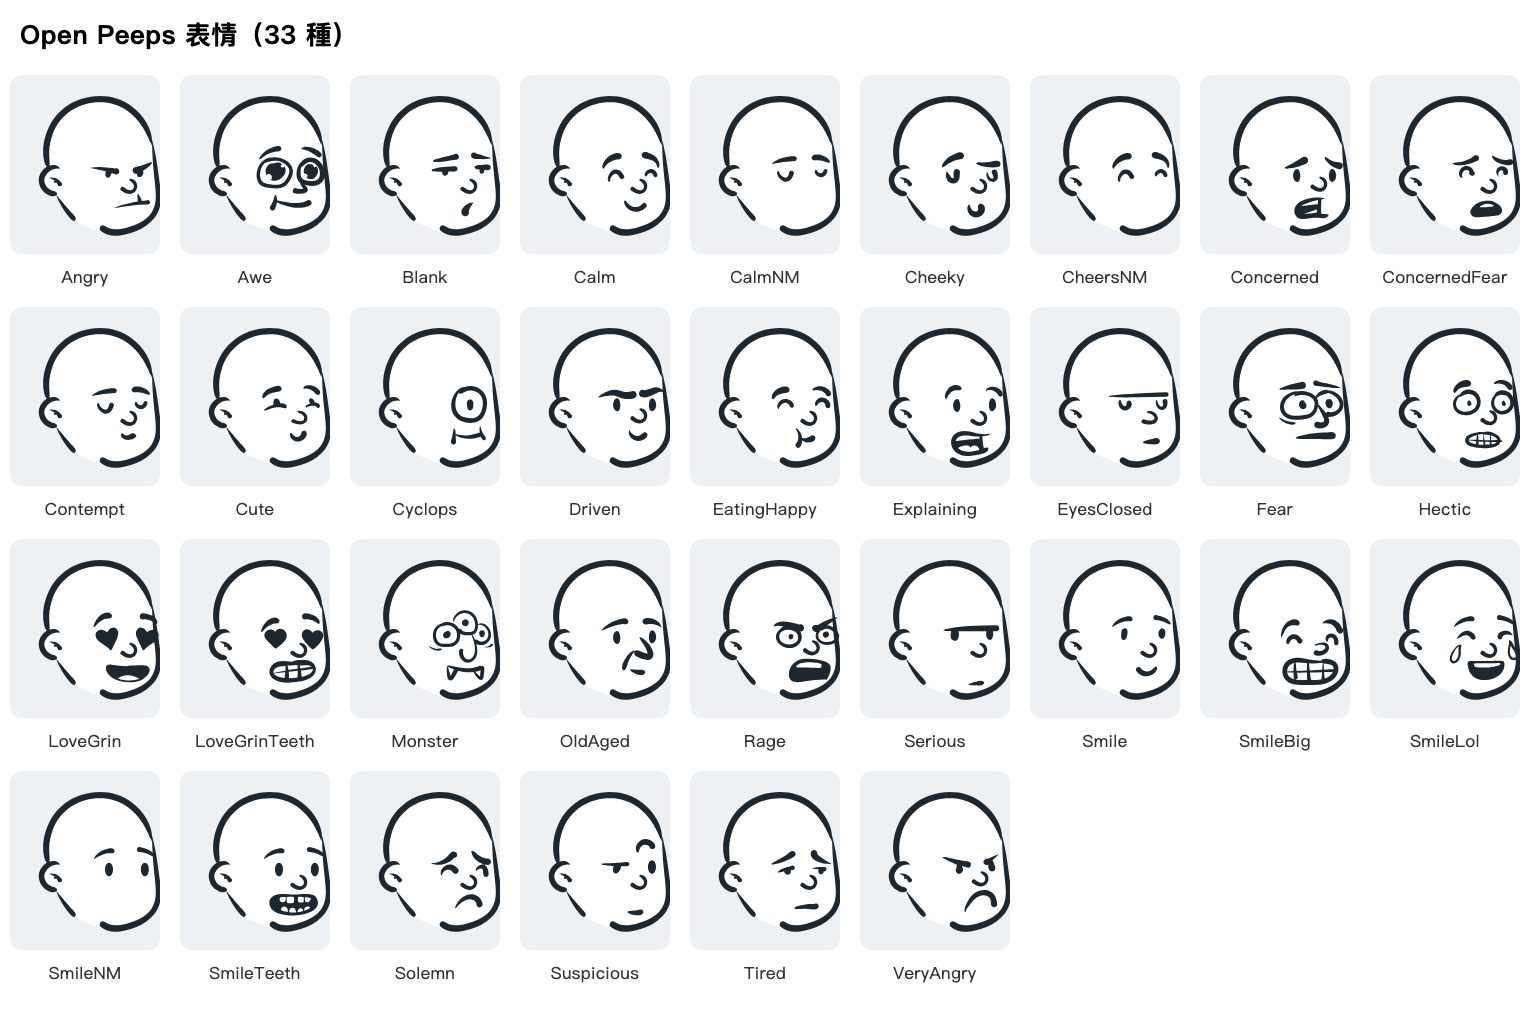 Open Peeps 表情（33 種）
Angry Awe Blank Calm CalmNM Cheeky CheersNM Concerned ConcernedFear
Contempt Cute Cyclops Driven EatingHappy Explaining EyesClosed Fear Hectic
LoveGrin LoveGrinTeeth Monster OldAged Rage Serious Smile SmileBig SmileLol
SmileNM SmileTeeth Solemn Suspicious Tired VeryAngry